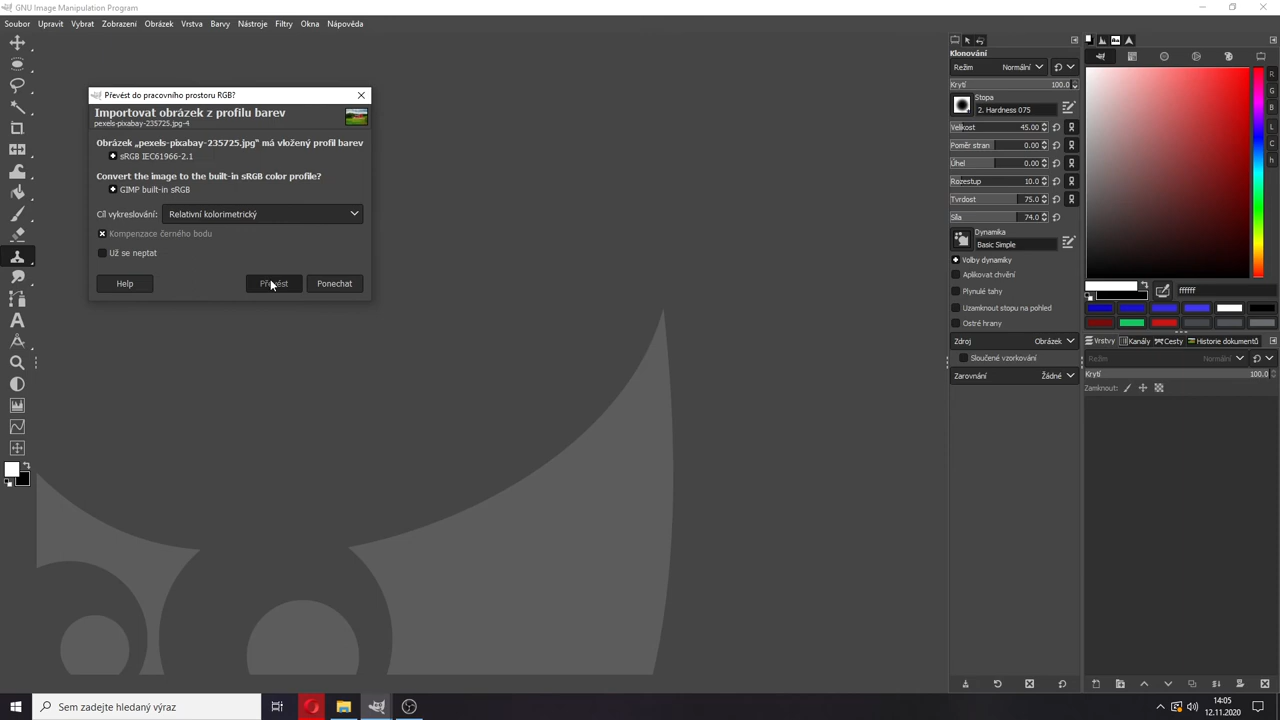 GNU Image Manipulation Program
Soubor Upravit Vybrat Zobrazení Obrázek Vrstva Barvy Nástroje Filtry Okna Nápověda
Převést do pracovního prostoru RGB?
Importovat obrázek z profilu barev
pexels-pixabay-235725.jpg-4
Obrázek „pexels-pixabay-235725.jpg“ má vložený profil barev
sRGB IEC61966-2.1
Convert the image to the built-in sRGB color profile?
GIMP built-in sRGB
Cíl vykreslování: Relativní kolorimetrický
Kompenzace černého bodu
Už se neptat
Help Převést Ponechat
Klonování
Režim Normální
Krytí 100.0
Stopa
2. Hardness 075
Velikost 45.00
Poměr stran 0.00
Úhel 0.00
Rozestup 10.0
Tvrdost 75.0
Síla 74.0
Dynamika
Basic Simple
Volby dynamiky
Aplikovat chvění
Plynulé tahy
Uzamknout stopu na pohled
Ostré hrany
Zdroj Obrázek
Sloučené vzorkování
Zarovnání Žádné
R
G
B
L
C
h
ffffff
Vrstvy Kanály Cesty Historie dokumentů
Režim Normální
Krytí 100.0
Zamknout:
Sem zadejte hledaný výraz
14:05
12.11.2020